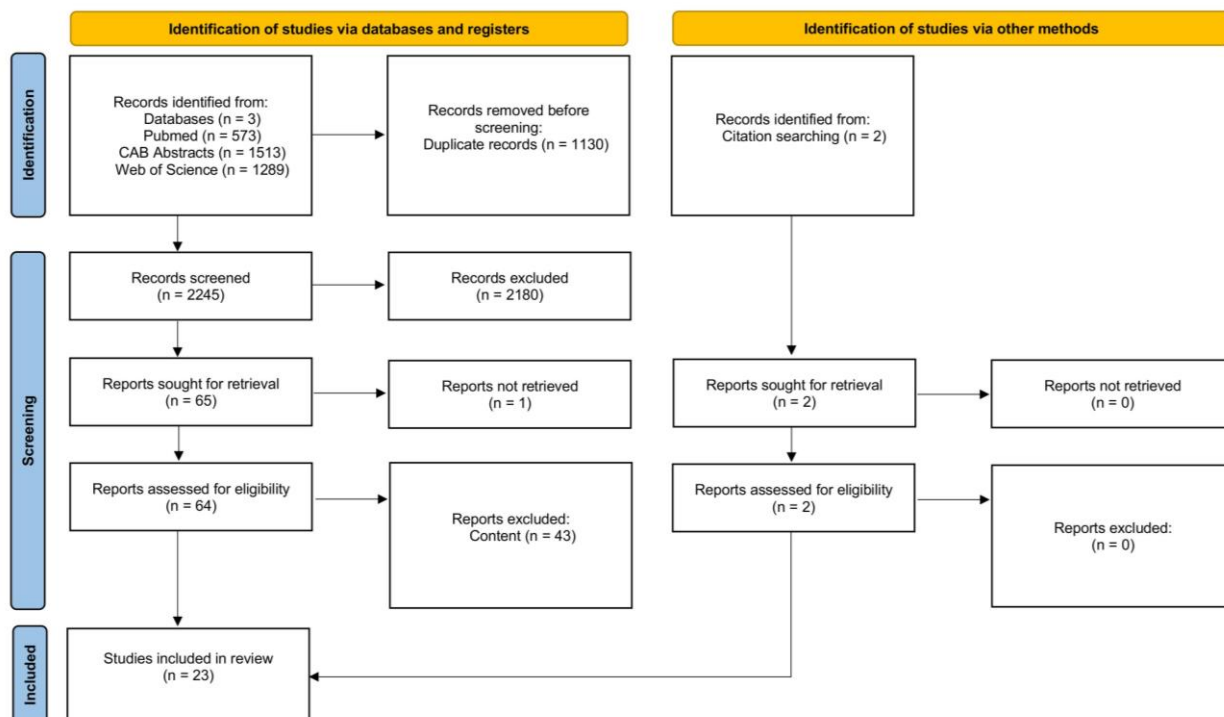 Identification of studies via databases and registers
Identification of studies via other methods
Identification
Records identified from:
Databases (n = 3)
Pubmed (n = 573)
CAB Abstracts (n = 1513)
Web of Science (n = 1289)
Records removed before
screening:
Duplicate records (n = 1130)
Records identified from:
Citation searching (n = 2)
Screening
Records screened
(n = 2245)
Records excluded
(n = 2180)
Reports sought for retrieval
(n = 65)
Reports not retrieved
(n = 1)
Reports sought for retrieval
(n = 2)
Reports not retrieved
(n = 0)
Reports assessed for eligibility
(n = 64)
Reports excluded:
Content (n = 43)
Reports assessed for eligibility
(n = 2)
Reports excluded:
(n = 0)
Included
Studies included in review
(n = 23)